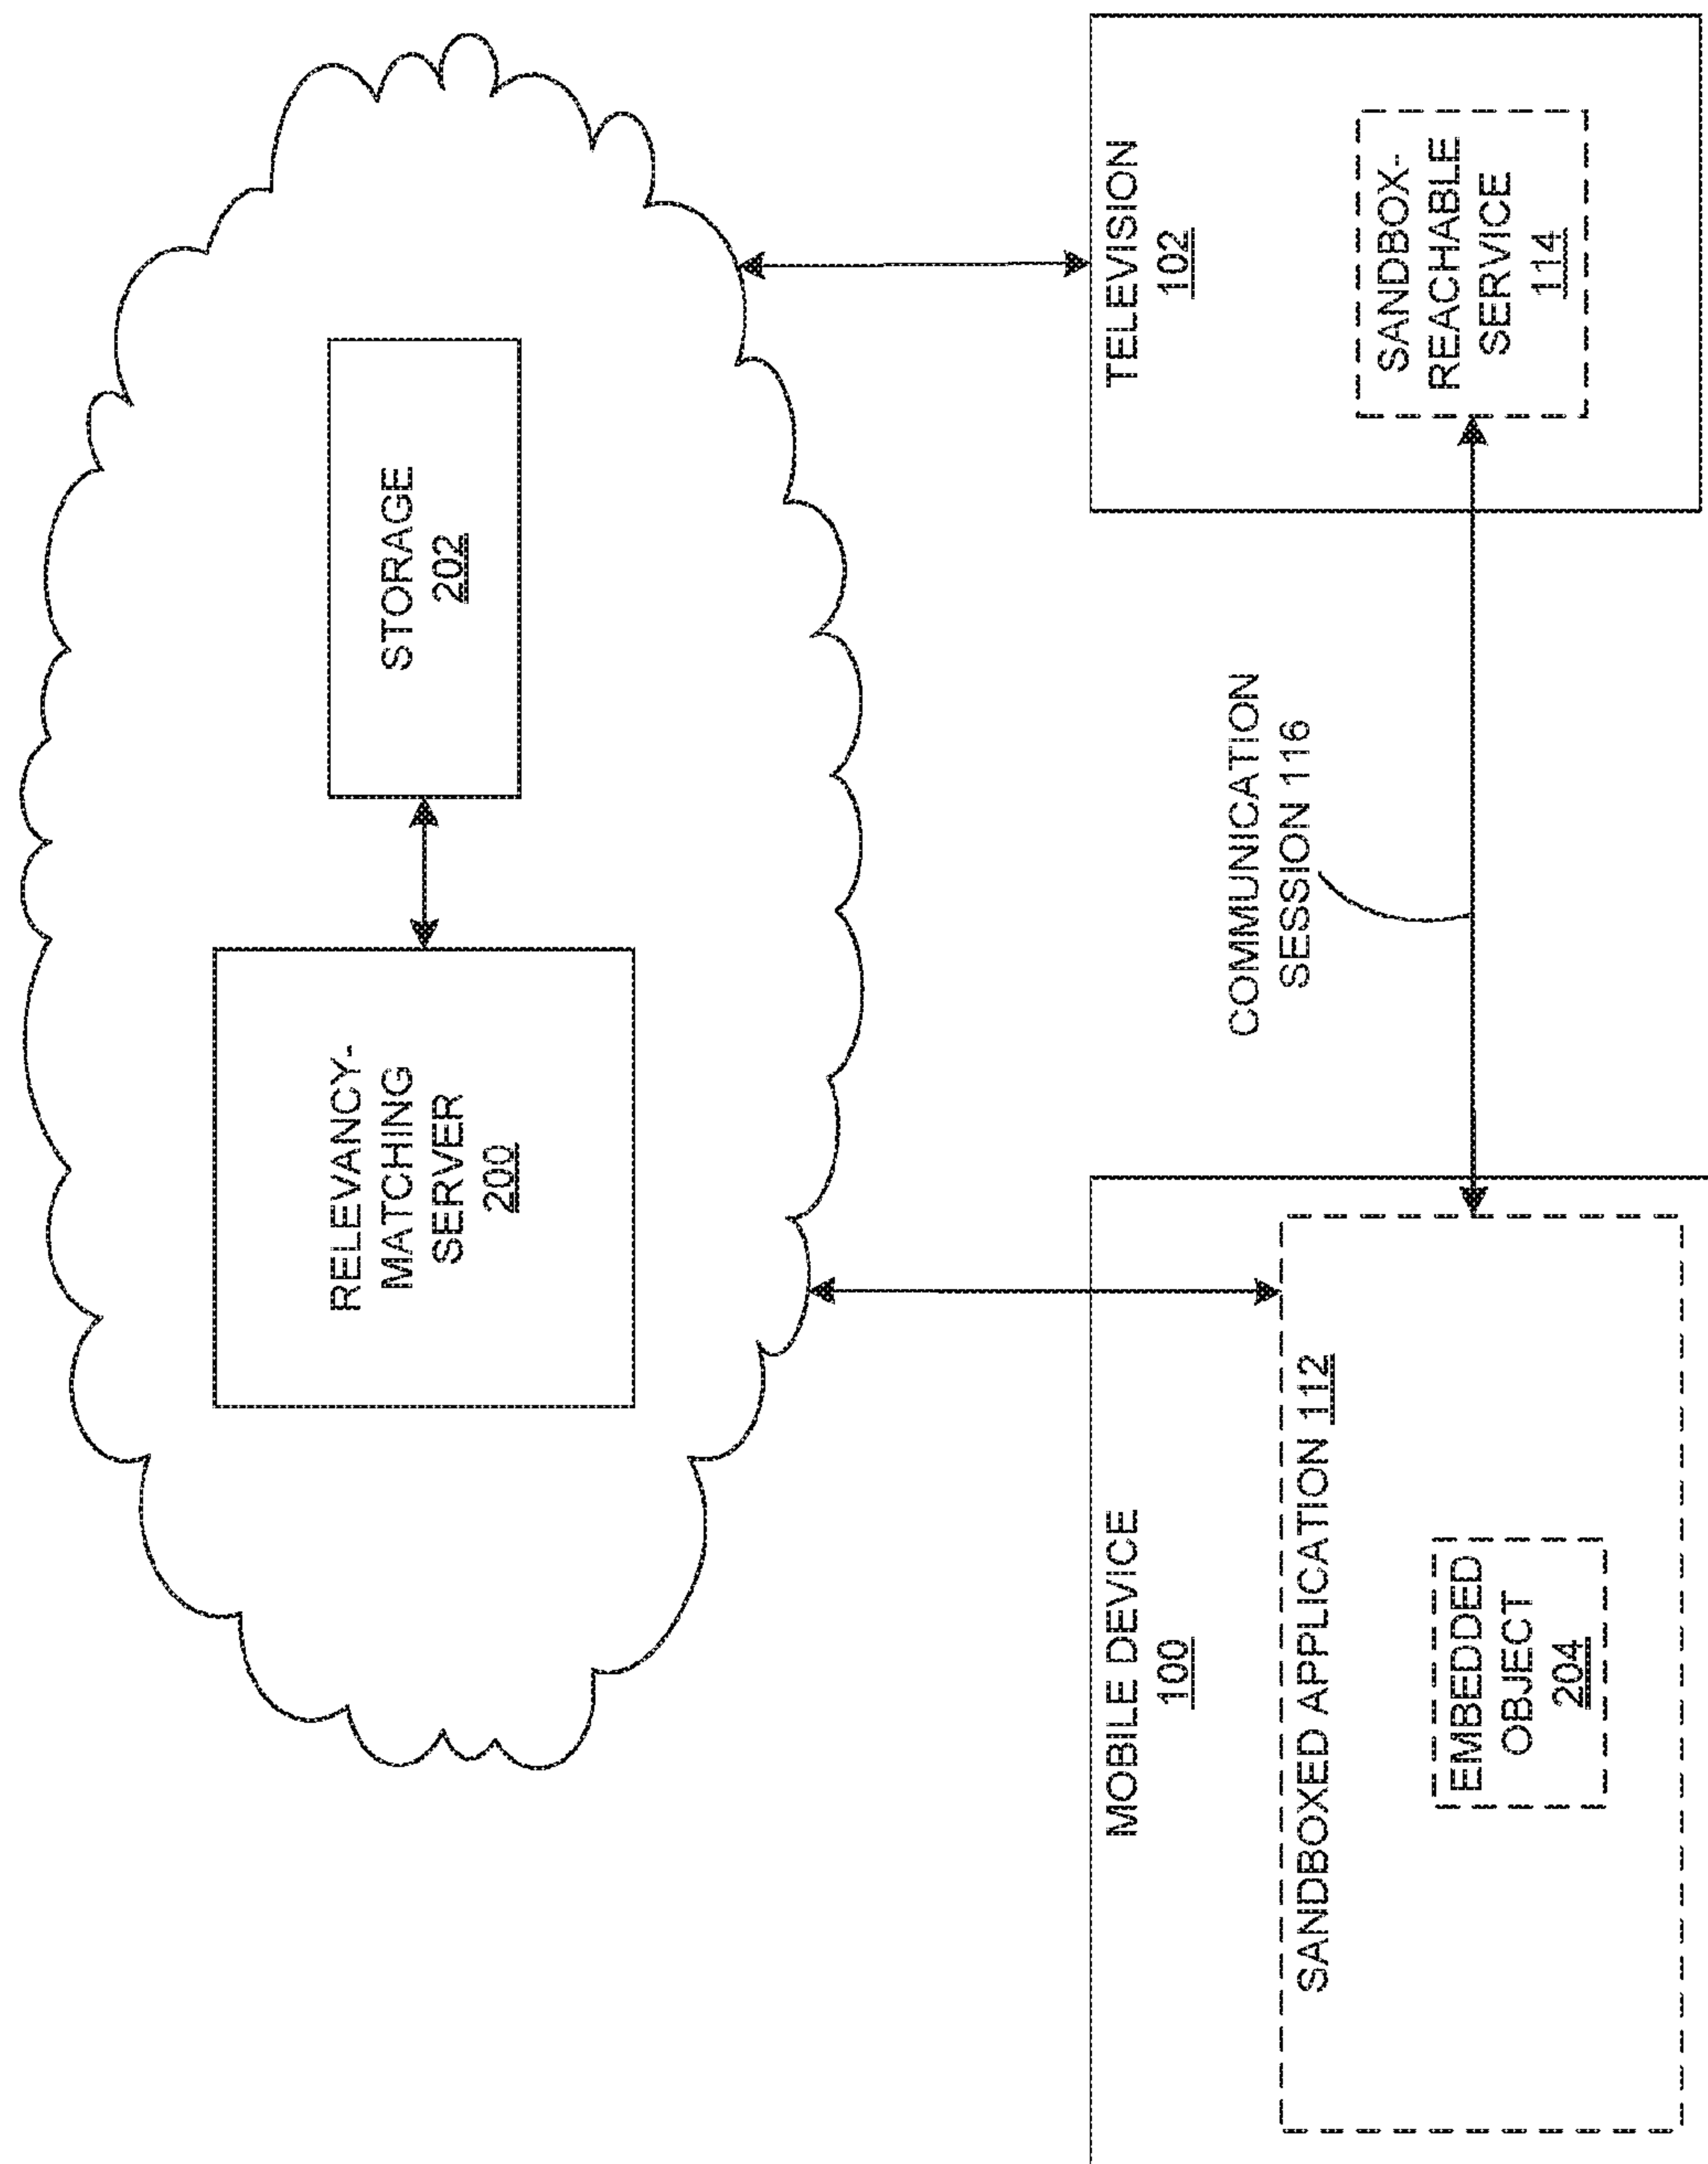 RELEVANCY-
MATCHING
SERVER
200
STORAGE
202
MOBILE DEVICE
100
SANDBOXED APPLICATION 112
EMBEDDED
OBJECT
204
COMMUNICATION
SESSION 116
TELEVISION
102
SANDBOX-
REACHABLE
SERVICE
114